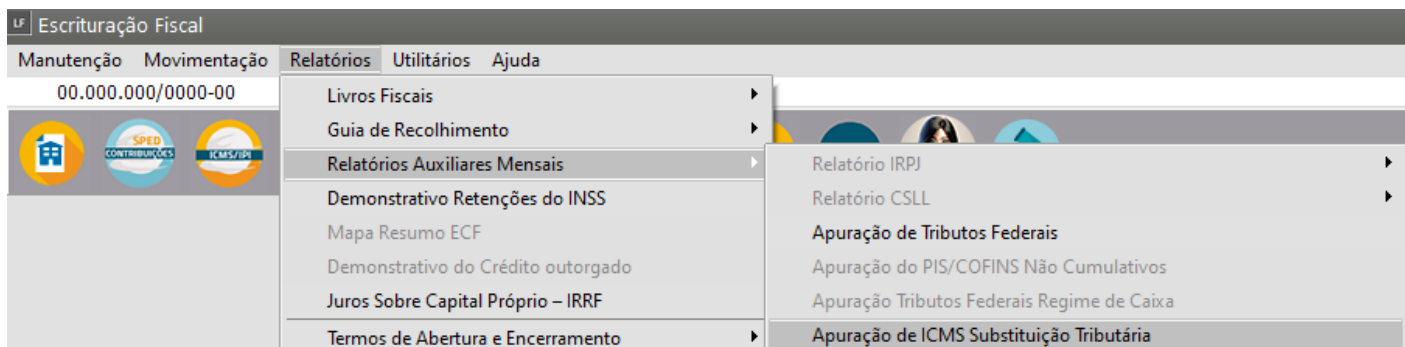 LF Escrituração Fiscal
Manutenção Movimentação Relatórios Utilitários Ajuda
00.000.000/0000-00
Livros Fiscais
Guia de Recolhimento
SPED
CONTRIBUIÇÕES
ICMS/IPI
Relatórios Auxiliares Mensais
Demonstrativo Retenções do INSS
Mapa Resumo ECF
Demonstrativo do Crédito outorgado
Juros Sobre Capital Próprio – IRRF
Termos de Abertura e Encerramento
Relatório IRPJ
Relatório CSLL
Apuração de Tributos Federais
Apuração do PIS/COFINS Não Cumulativos
Apuração Tributos Federais Regime de Caixa
Apuração de ICMS Substituição Tributária